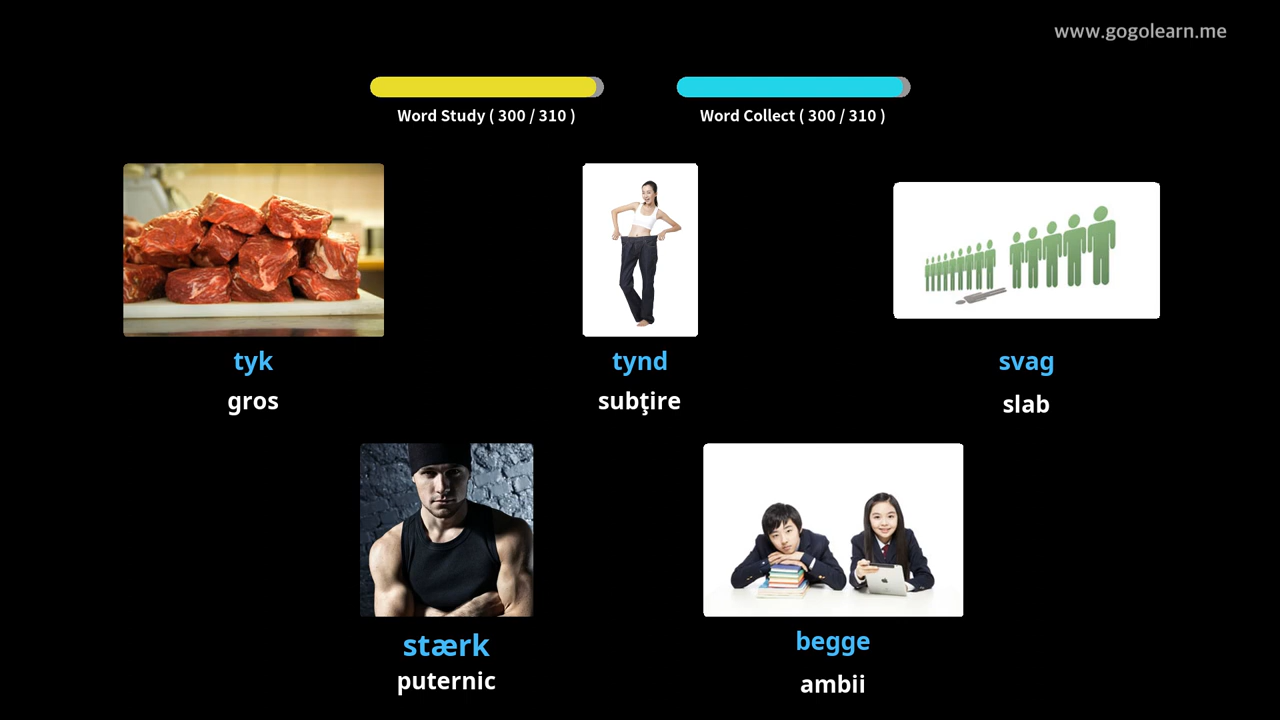 www.gogolearn.me
Word Study ( 300 / 310 )
Word Collect ( 300 / 310 )
tyk
gros
tynd
subţire
svag
slab
stærk
puternic
begge
ambii